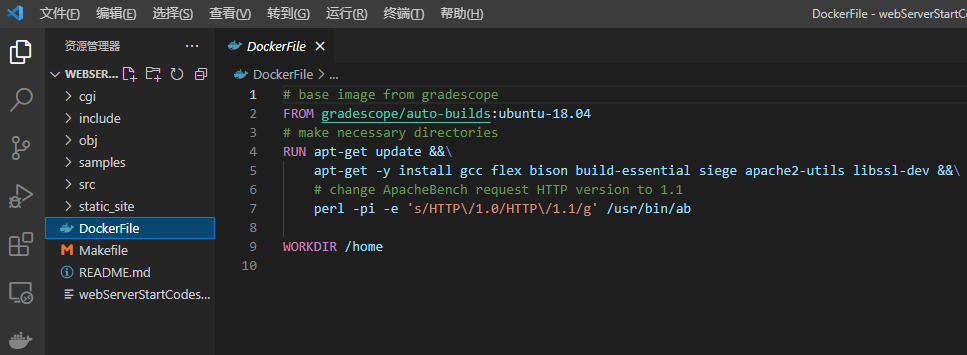 文件(F) 编辑(E) 选择(S) 查看(V) 转到(G) 运行(R) 终端(T) 帮助(H) DockerFile - webServerStartCo
资源管理器 ···
WEBSER...
cgi
include
obj
samples
src
static_site
DockerFile
Makefile
README.md
webServerStartCodes...
DockerFile
DockerFile > ...
1 # base image from gradescope
2 FROM gradescope/auto-builds:ubuntu-18.04
3 # make necessary directories
4 RUN apt-get update &&\
5 apt-get -y install gcc flex bison build-essential siege apache2-utils libssl-dev &&\
6 # change ApacheBench request HTTP version to 1.1
7 perl -pi -e 's/HTTP\/1.0/HTTP\/1.1/g' /usr/bin/ab
8
9 WORKDIR /home
10